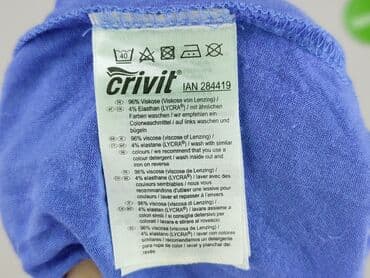 40
crivit®
IAN 284419
96% Viskose (Viskose von Lenzing) /
4% Elasthan (LYCRA®) / mit ähnlichen
Farben waschen / wir empfehlen ein
Colorwaschmittel / auf links waschen und
bügeln
96% viscose (viscose of Lenzing) /
4% elastane (LYCRA®) / wash with similar
colours / we recommend you use a
colour detergent / wash inside out and
iron on reverse
96% viscose (viscose de Lenzing) /
4% élasthanne (LYCRA®) / laver avec des
couleurs semblables / nous vous
recommandons d'utiliser une lessive pour
couleurs / laver et repasser à l'envers
96% viscosa (viscosa di Lenzing) /
4% elastan (LYCRA®) / lavare assieme a
colori simili / si consiglia detersivo per
colorati / lavare e stirare a rovescio
96% viscosa (viscosa de Lenzing) /
4% elastano (LYCRA®) / lavar con colores
similares / recomendamos un detergente
para ropa de color / lavar y planchar